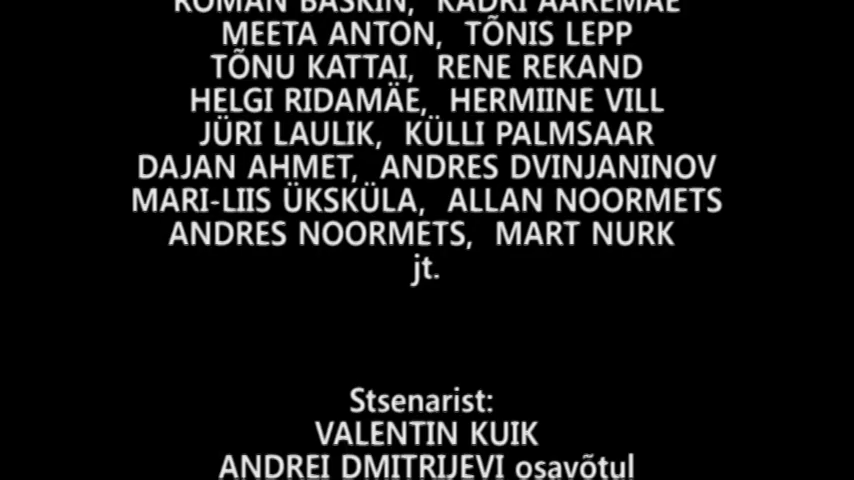 ROMAN BASKIN, KADRI AAREMÄE
MEETA ANTON, TÕNIS LEPP
TÕNU KATTAI, RENE REKAND
HELGI RIDAMÄE, HERMIINE VILL
JÜRI LAULIK, KÜLLI PALMSAAR
DAJAN AHMET, ANDRES DVINJANINOV
MARI-LIIS ÜKSKÜLA, ALLAN NOORMETS
ANDRES NOORMETS, MART NURK
jt.
Stsenarist:
VALENTIN KUIK
ANDREI DMITRIJEVI osavõtul